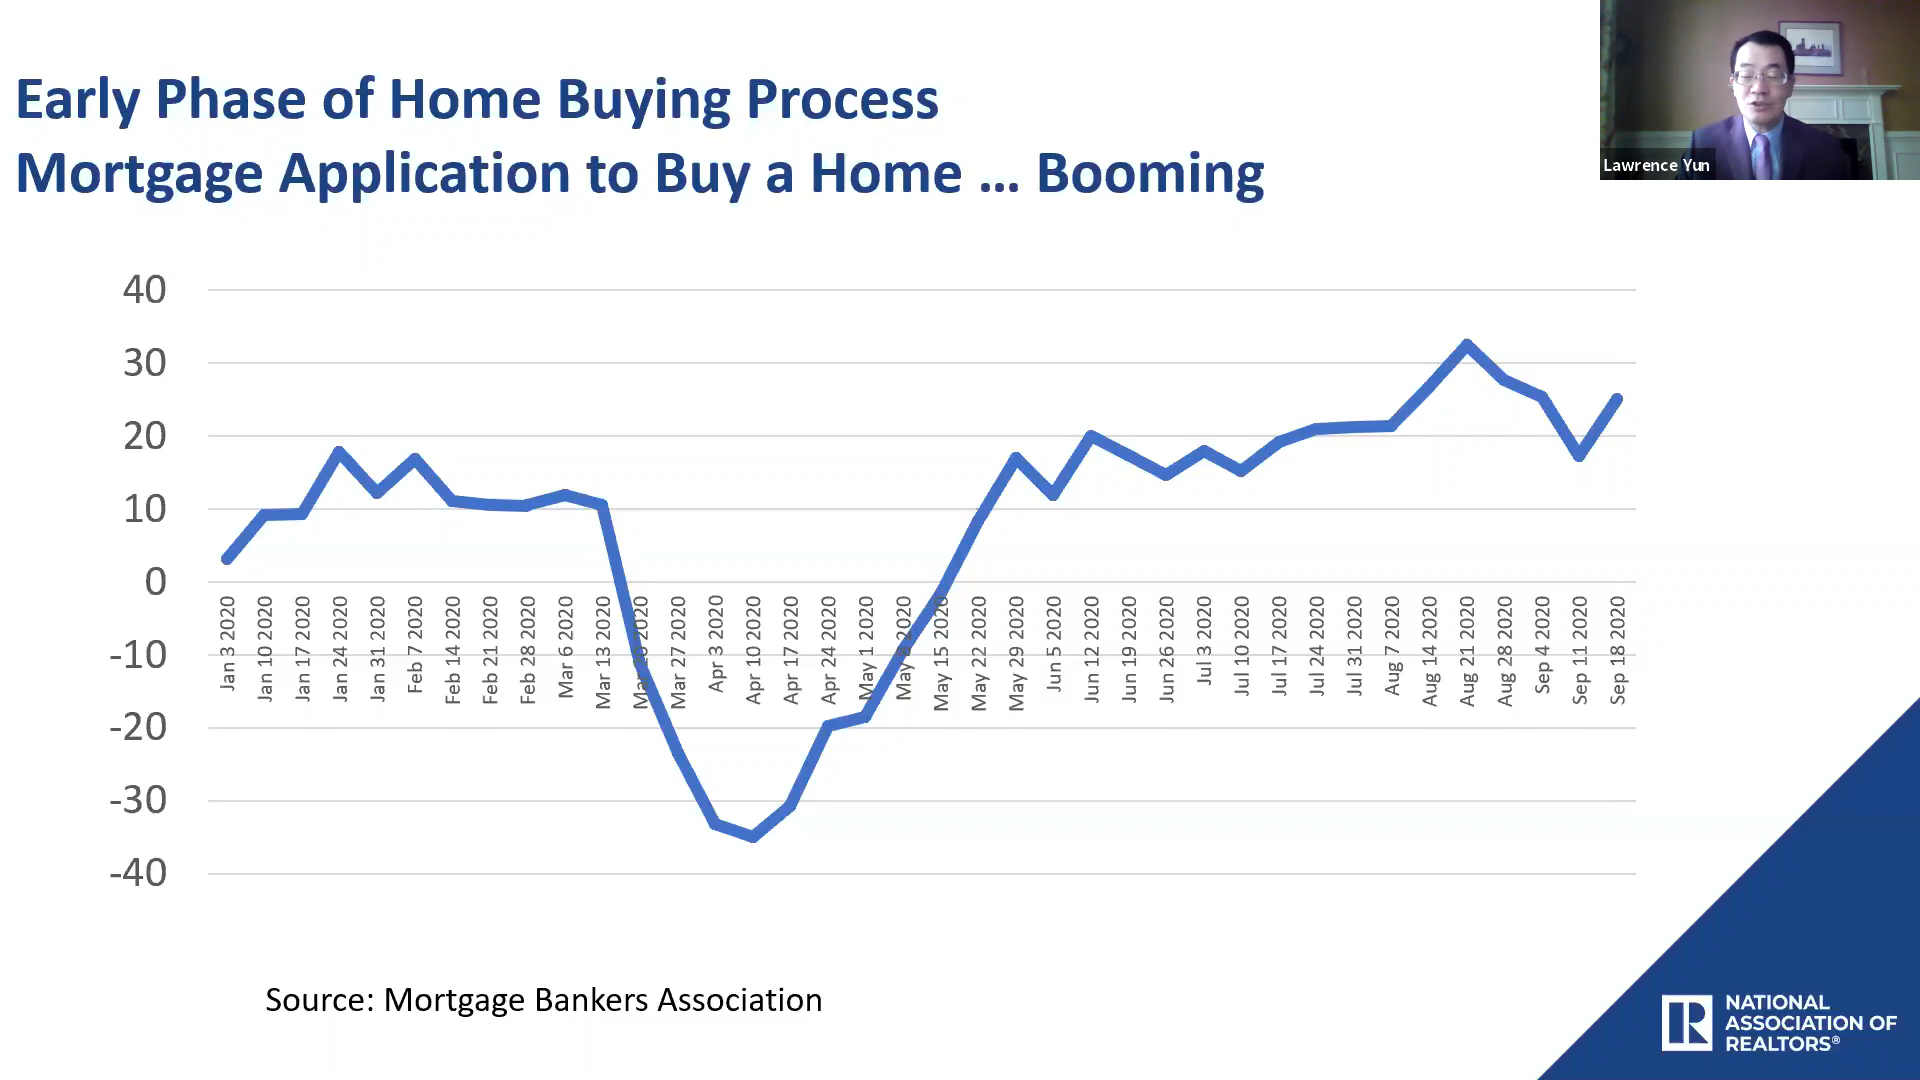 Early Phase of Home Buying Process
Mortgage Application to Buy a Home ... Booming
Lawrence Yun
40
30
20
10
0
-10
-20
-30
-40
Jan 3 2020
Jan 10 2020
Jan 17 2020
Jan 24 2020
Jan 31 2020
Feb 7 2020
Feb 14 2020
Feb 21 2020
Feb 28 2020
Mar 6 2020
Mar 13 2020
Mar 20 2020
Mar 27 2020
Apr 3 2020
Apr 10 2020
Apr 17 2020
Apr 24 2020
May 1 2020
May 8 2020
May 15 2020
May 22 2020
May 29 2020
Jun 5 2020
Jun 12 2020
Jun 19 2020
Jun 26 2020
Jul 3 2020
Jul 10 2020
Jul 17 2020
Jul 24 2020
Jul 31 2020
Aug 7 2020
Aug 14 2020
Aug 21 2020
Aug 28 2020
Sep 4 2020
Sep 11 2020
Sep 18 2020
Source: Mortgage Bankers Association
R
NATIONAL
ASSOCIATION OF
REALTORS®